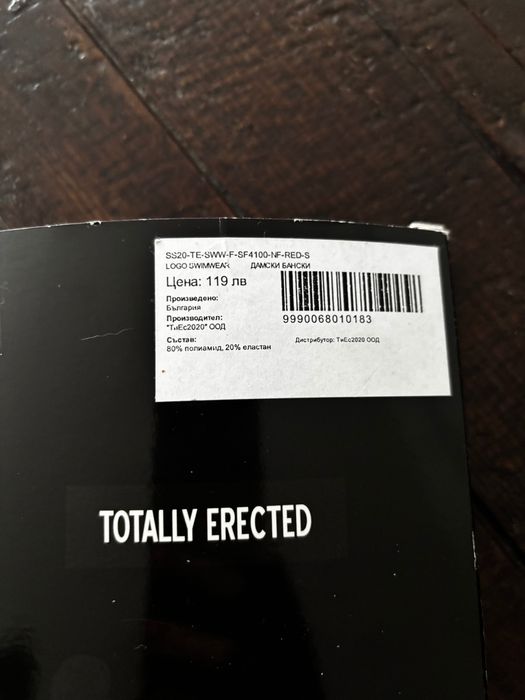 SS20-TE-SWW-F-SF4100-NF-RED-S
LOGO SWIMWEAR ДАМСКИ БАНСКИ
Цена: 119 лв
Произведено:
България
Производител:
"ТиЕс2020" ООД
9990068010183
Състав:
80% полиамид, 20% еластан
Дистрибутор: ТиЕс2020 ООД
TOTALLY ERECTED